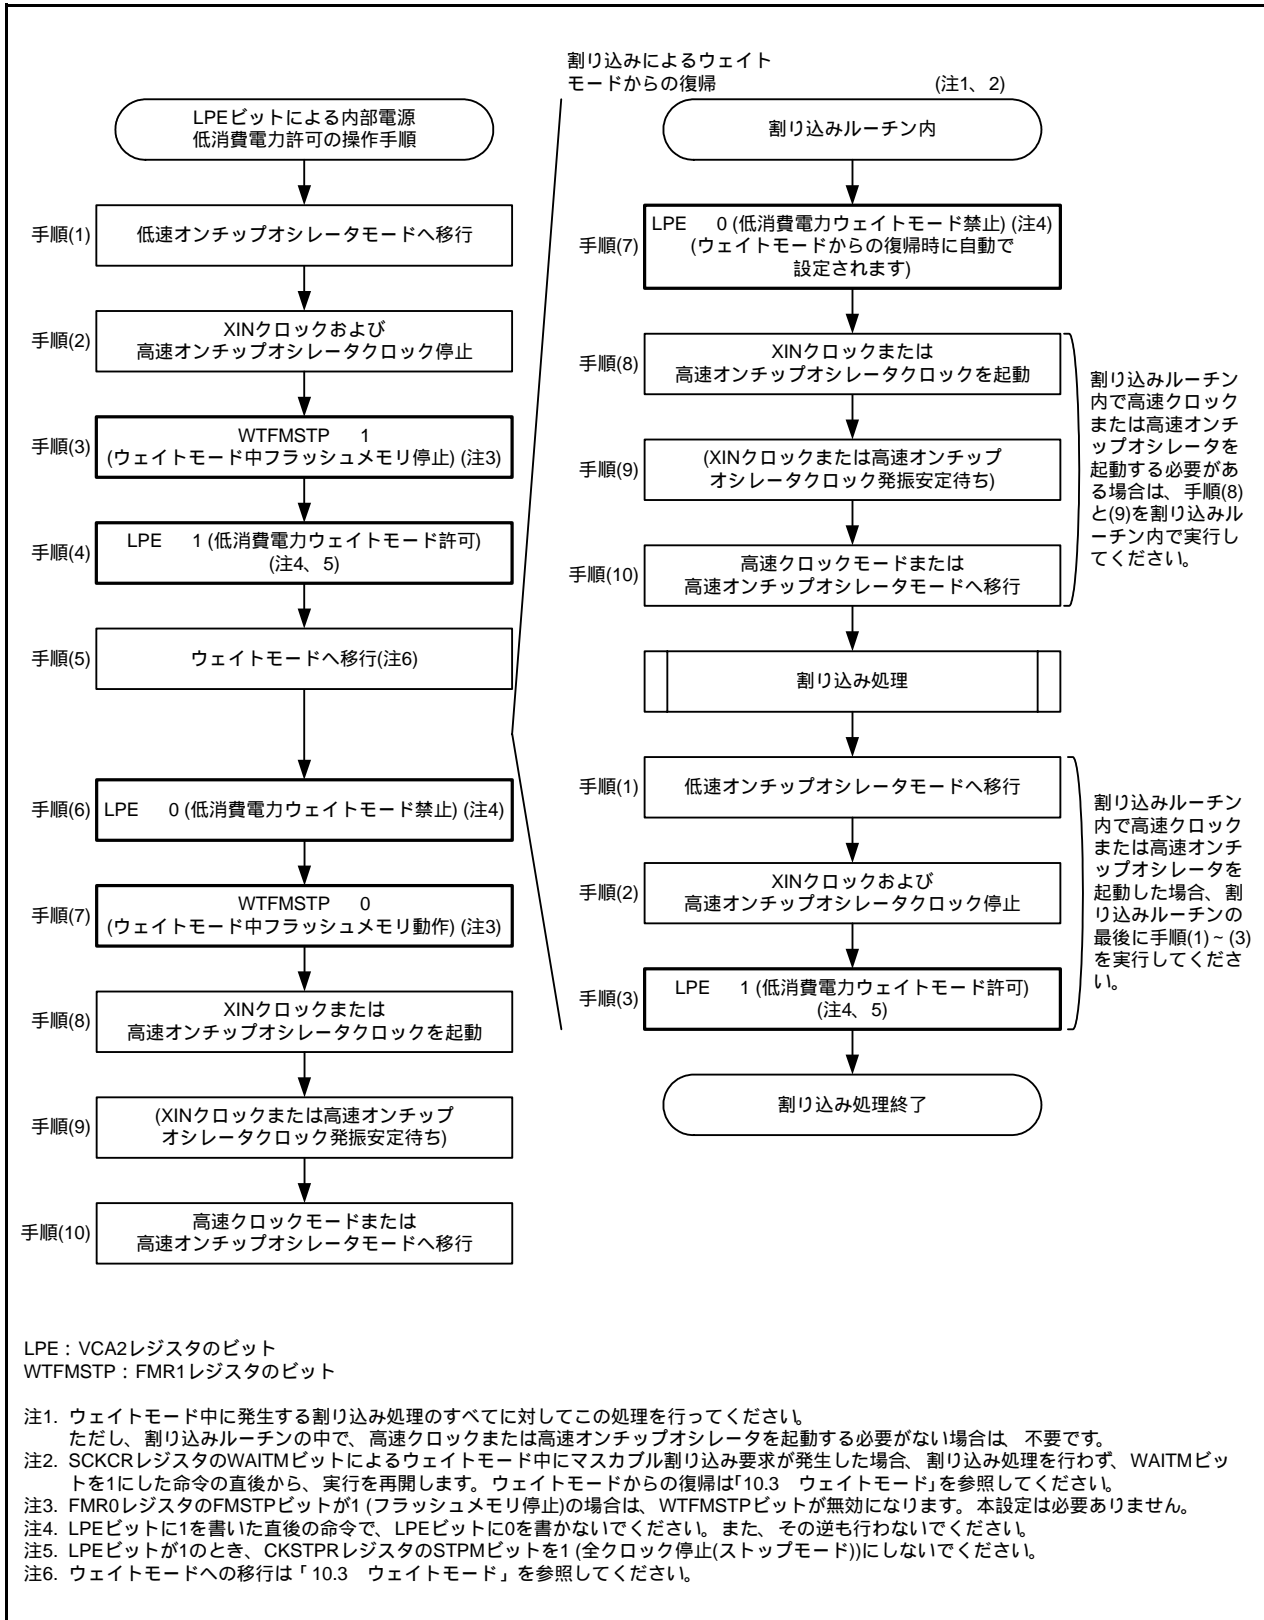 LPEビットによる内部電源
低消費電力許可の操作手順
手順(1)
低速オンチップオシレータモードへ移行
手順(2)
XINクロックおよび
高速オンチップオシレータクロック停止
手順(3)
WTFMSTP 1
(ウェイトモード中フラッシュメモリ停止) (注3)
手順(4)
LPE 1 (低消費電力ウェイトモード許可)
(注4、5)
手順(5)
ウェイトモードへ移行(注6)
手順(6)
LPE 0 (低消費電力ウェイトモード禁止) (注4)
手順(7)
WTFMSTP 0
(ウェイトモード中フラッシュメモリ動作) (注3)
手順(8)
XINクロックまたは
高速オンチップオシレータクロックを起動
手順(9)
(XINクロックまたは高速オンチップ
オシレータクロック発振安定待ち)
手順(10)
高速クロックモードまたは
高速オンチップオシレータモードへ移行
割り込みによるウェイト
モードからの復帰
(注1、2)
割り込みルーチン内
手順(7)
LPE 0 (低消費電力ウェイトモード禁止) (注4)
(ウェイトモードからの復帰時に自動で
設定されます)
手順(8)
XINクロックまたは
高速オンチップオシレータクロックを起動
手順(9)
(XINクロックまたは高速オンチップ
オシレータクロック発振安定待ち)
手順(10)
高速クロックモードまたは
高速オンチップオシレータモードへ移行
割り込みルーチン
内で高速クロック
または高速オンチ
ップオシレータを
起動する必要があ
る場合は、手順(8)
と(9)を割り込みル
ーチン内で実行し
てください。
割り込み処理
手順(1)
低速オンチップオシレータモードへ移行
手順(2)
XINクロックおよび
高速オンチップオシレータクロック停止
手順(3)
LPE 1 (低消費電力ウェイトモード許可)
(注4、5)
割り込みルーチン
内で高速クロック
または高速オンチ
ップオシレータを
起動した場合、割
り込みルーチンの
最後に手順(1)~(3)
を実行してくださ
い。
割り込み処理終了
LPE：VCA2レジスタのビット
WTFMSTP：FMR1レジスタのビット
注1. ウェイトモード中に発生する割り込み処理のすべてに対してこの処理を行ってください。
ただし、割り込みルーチンの中で、高速クロックまたは高速オンチップオシレータを起動する必要がない場合は、不要です。
注2. SCKCRレジスタのWAITMビットによるウェイトモード中にマスカブル割り込み要求が発生した場合、割り込み処理を行わず、WAITMビッ
トを1にした命令の直後から、実行を再開します。ウェイトモードからの復帰は「10.3　ウェイトモード」を参照してください。
注3. FMR0レジスタのFMSTPビットが1 (フラッシュメモリ停止)の場合は、WTFMSTPビットが無効になります。本設定は必要ありません。
注4. LPEビットに1を書いた直後の命令で、LPEビットに0を書かないでください。また、その逆も行わないでください。
注5. LPEビットが1のとき、CKSTPRレジスタのSTPMビットを1 (全クロック停止(ストップモード))にしないでください。
注6. ウェイトモードへの移行は「10.3　ウェイトモード」を参照してください。